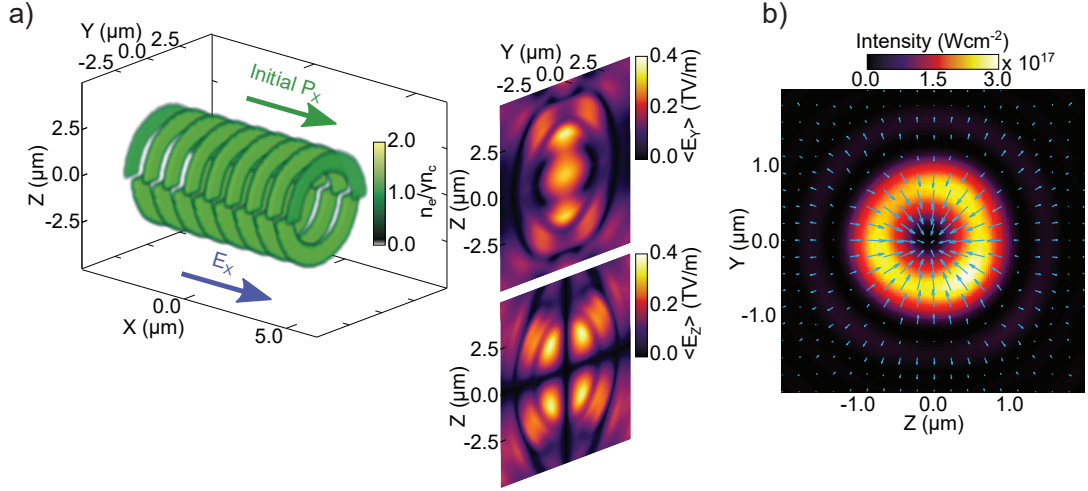 a)
Y (µm)
-2.5 0.0 2.5
Initial Pₓ
Z (µm)
2.5
0.0
-2.5
2.0
1.0
0.0
nₑ/γn꜀
Eₓ
X (µm)
0.0
5.0
Y (µm)
-2.5 0.0 2.5
Z (µm)
2.5
0.0
-2.5
0.4
0.2
0.0
<E_Y> (TV/m)
Z (µm)
2.5
0.0
-2.5
0.4
0.2
0.0
<E_Z> (TV/m)
b)
Intensity (Wcm⁻²)
0.0 1.5 3.0 x 10¹⁷
Y (µm)
1.0
0.0
-1.0
-1.0 0.0 1.0
Z (µm)